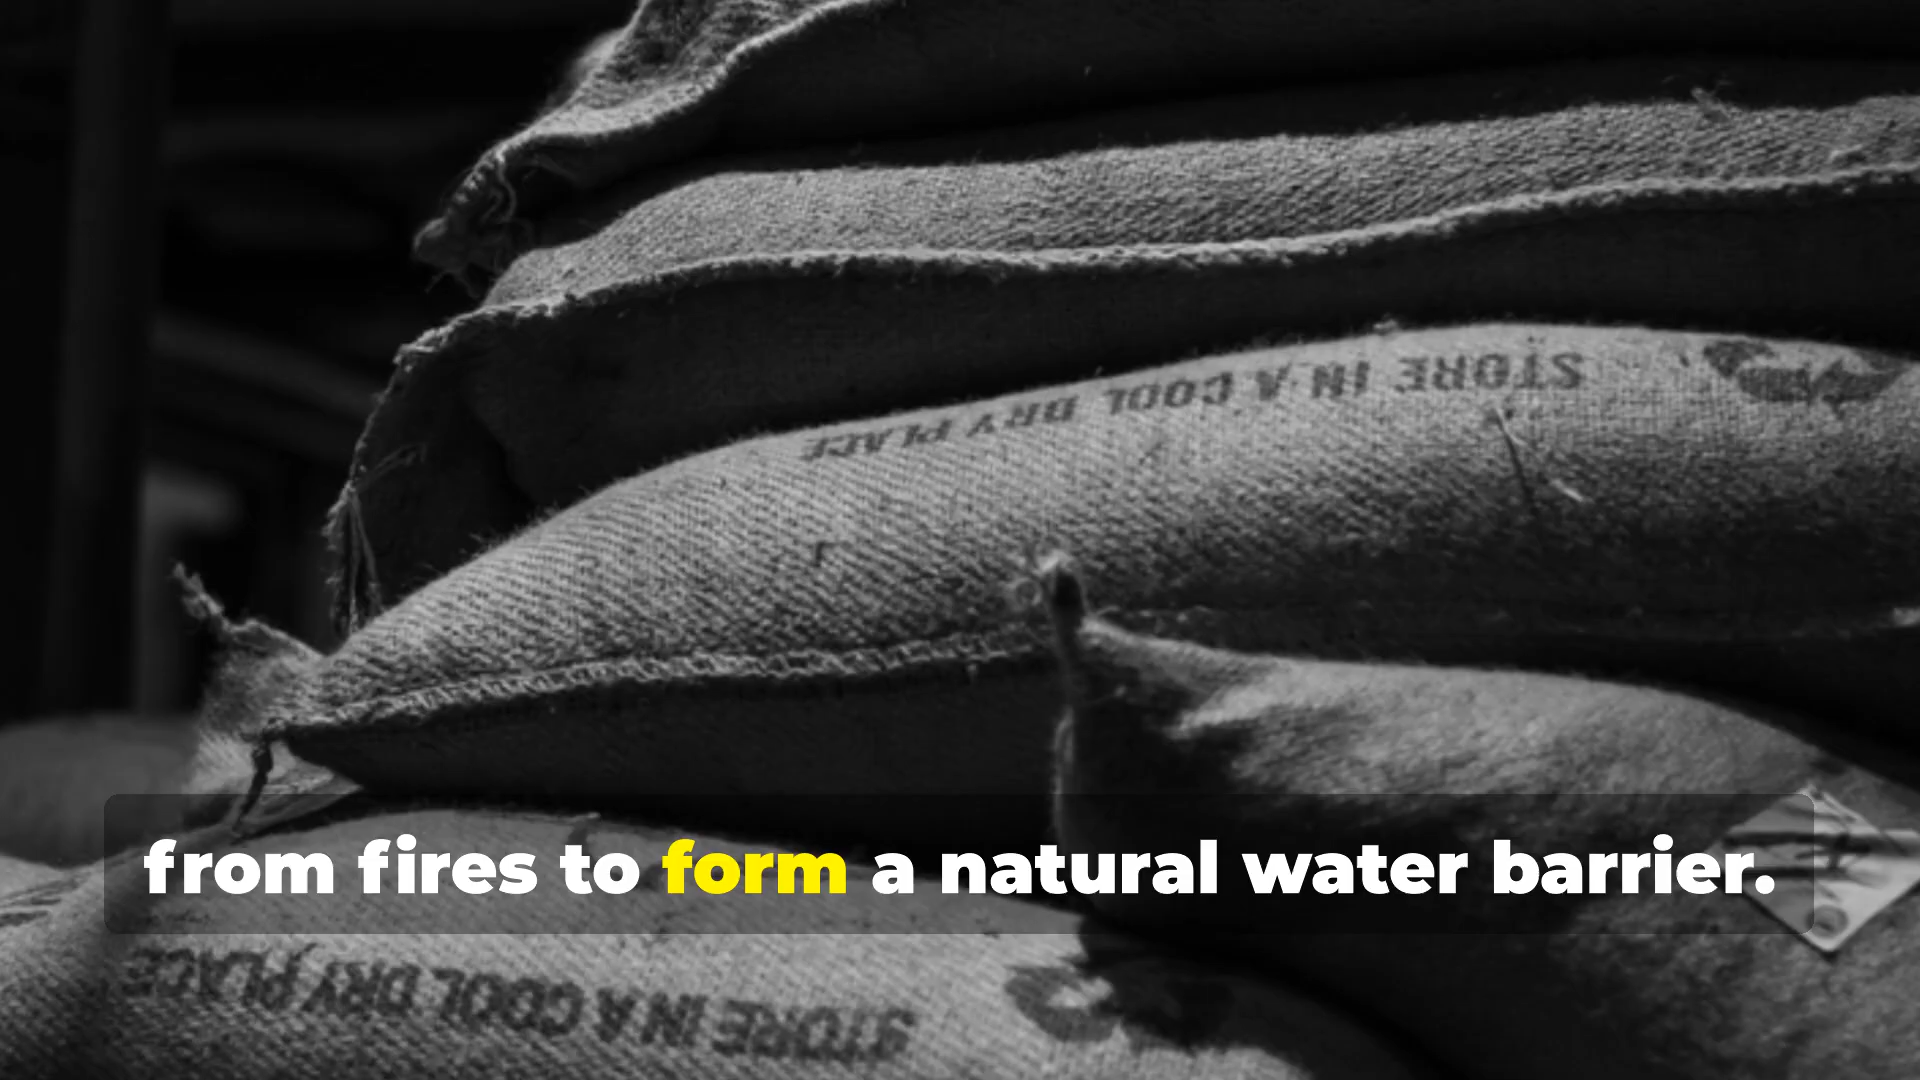 STORE IN A COOL DRY PLACE
from fires to form a natural water barrier.
STORE IN A COOL DRY PLACE